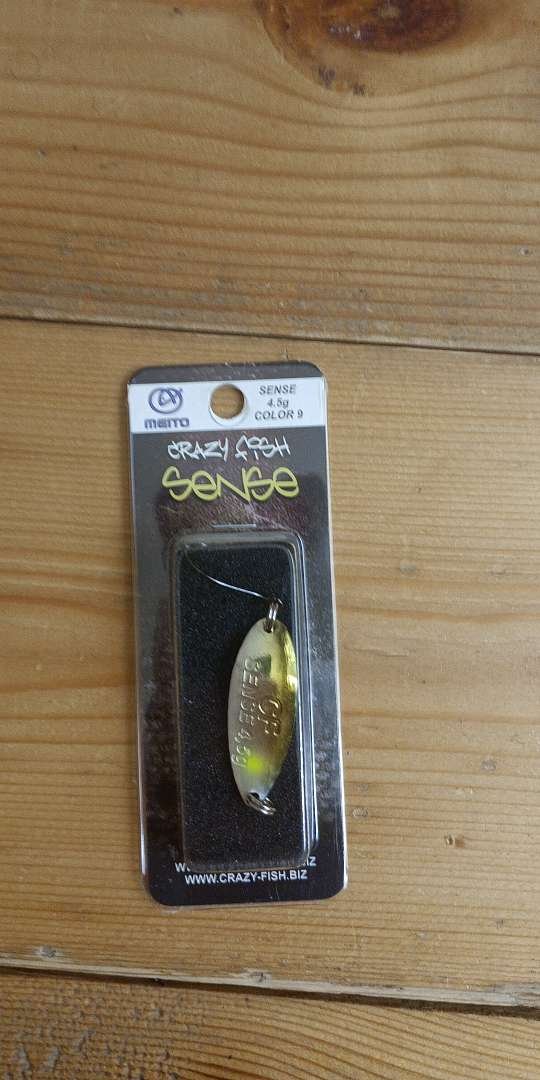 SENSE
4.5g
COLOR 9
MEITO
CRAZY FISH
SENSE
CF
SENSE 4,5g
WWW.CRAZY-FISH.BIZ